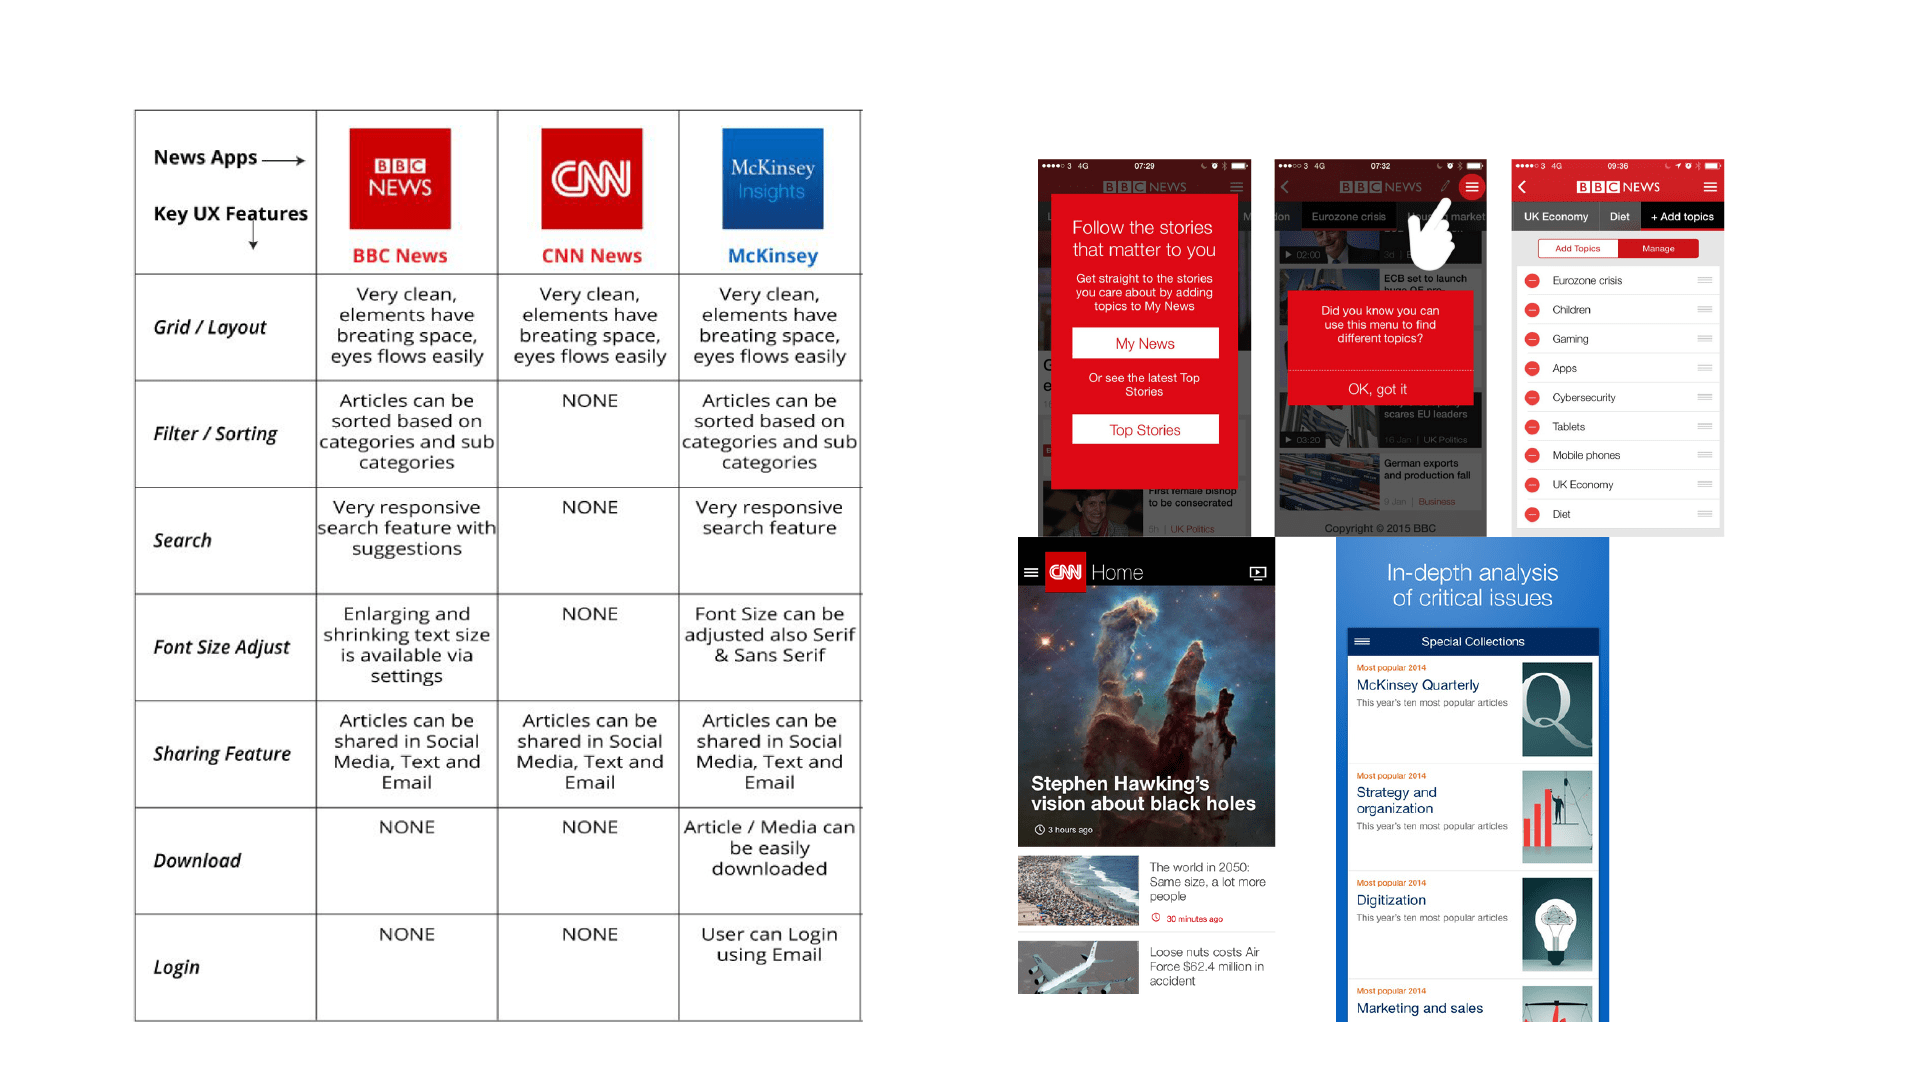 News Apps
Key UX Features
BBC
NEWS
BBC News
CNN
CNN News
McKinsey
Insights
McKinsey
Grid / Layout
Very clean,
elements have
breating space,
eyes flows easily
Very clean,
elements have
breating space,
eyes flows easily
Very clean,
elements have
breating space,
eyes flows easily
Filter / Sorting
Articles can be
sorted based on
categories and sub
categories
NONE
Articles can be
sorted based on
categories and sub
categories
Search
Very responsive
search feature with
suggestions
NONE
Very responsive
search feature
Font Size Adjust
Enlarging and
shrinking text size
is available via
settings
NONE
Font Size can be
adjusted also Serif
& Sans Serif
Sharing Feature
Articles can be
shared in Social
Media, Text and
Email
Articles can be
shared in Social
Media, Text and
Email
Articles can be
shared in Social
Media, Text and
Email
Download
NONE
NONE
Article / Media can
be easily
downloaded
Login
NONE
NONE
User can Login
using Email
3 4G 07:29
BBC NEWS
Follow the stories
that matter to you
Get straight to the stories
you care about by adding
topics to My News
My News
Or see the latest Top
Stories
Top Stories
First female bishop
to be consecrated
5h | UK Politics
3 4G 07:32
BBC NEWS
Eurozone crisis
market
02:00
ECB set to launch
Did you know you can
use this menu to find
different topics?
OK, got it
scares EU leaders
03:20
16 Jan | UK Politics
German exports
and production fall
9 Jan | Business
Copyright © 2015 BBC
3 4G 09:36
BBC NEWS
UK Economy Diet + Add topics
Add Topics Manage
Eurozone crisis
Children
Gaming
Apps
Cybersecurity
Tablets
Mobile phones
UK Economy
Diet
CNN Home
Stephen Hawking's
vision about black holes
3 hours ago
The world in 2050:
Same size, a lot more
people
30 minutes ago
Loose nuts costs Air
Force $62.4 million in
accident
In-depth analysis
of critical issues
Special Collections
Most popular 2014
McKinsey Quarterly
This year's ten most popular articles
Q
Most popular 2014
Strategy and
organization
This year's ten most popular articles
Most popular 2014
Digitization
This year's ten most popular articles
Most popular 2014
Marketing and sales